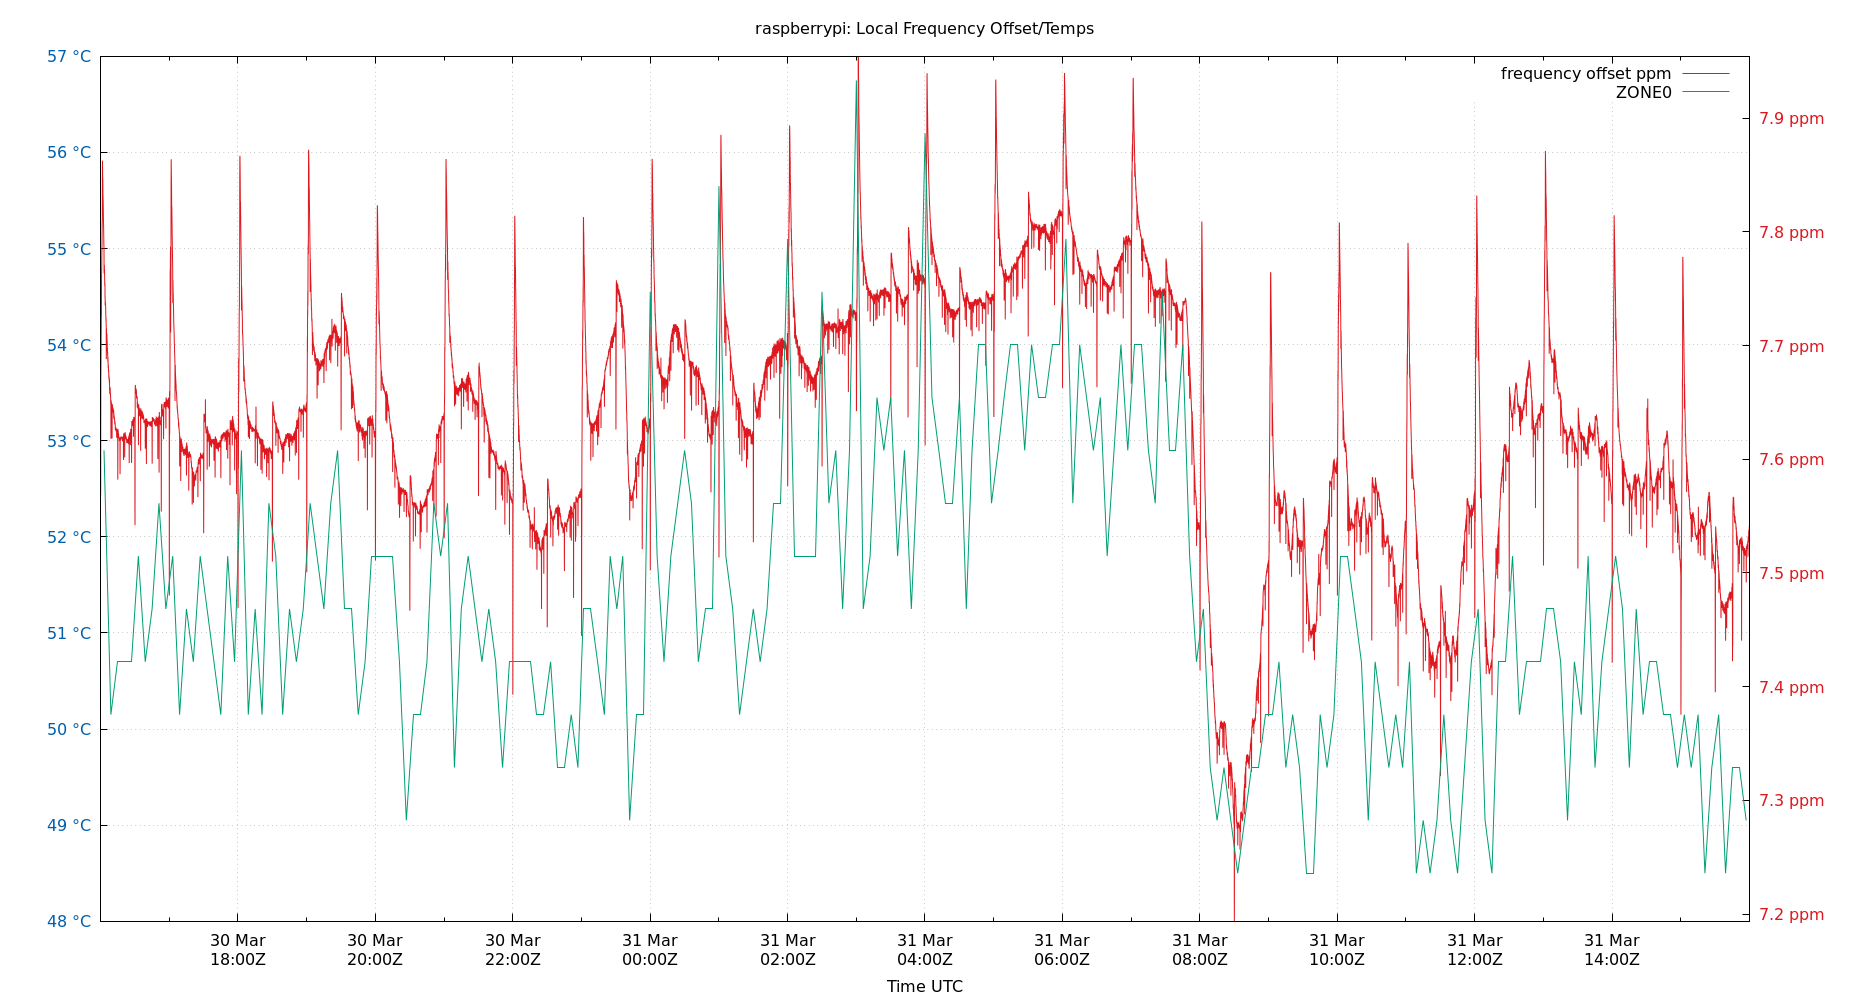 raspberrypi: Local Frequency Offset/Temps
57 °C
56 °C
55 °C
54 °C
53 °C
52 °C
51 °C
50 °C
49 °C
48 °C
frequency offset ppm
ZONE0
7.9 ppm
7.8 ppm
7.7 ppm
7.6 ppm
7.5 ppm
7.4 ppm
7.3 ppm
7.2 ppm
30 Mar 30 Mar 30 Mar 31 Mar 31 Mar 31 Mar 31 Mar 31 Mar 31 Mar 31 Mar 31 Mar
18:00Z 20:00Z 22:00Z 00:00Z 02:00Z 04:00Z 06:00Z 08:00Z 10:00Z 12:00Z 14:00Z
Time UTC